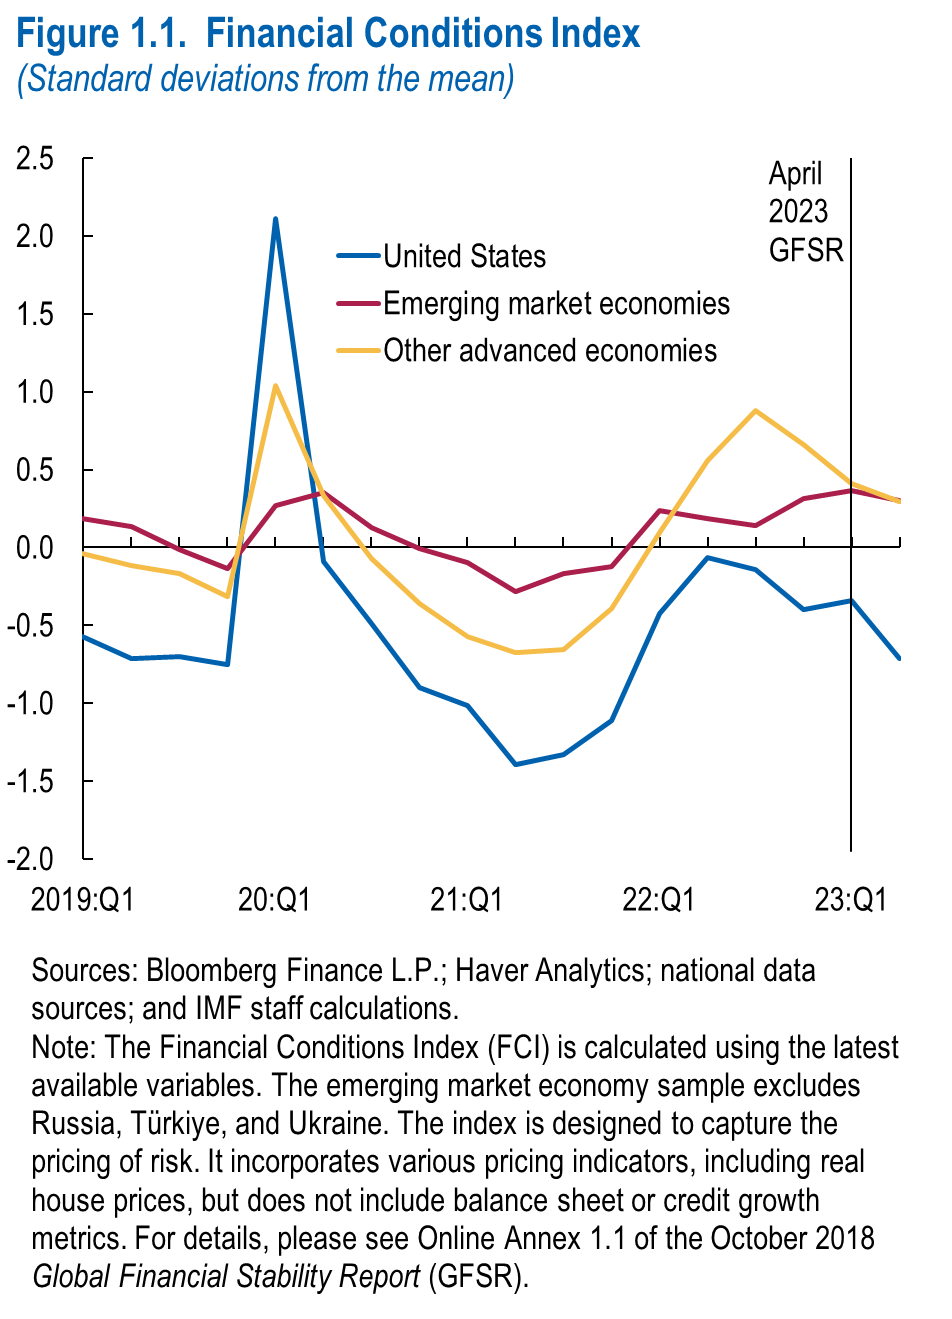 Figure 1.1. Financial Conditions Index
(Standard deviations from the mean)
2.5
2.0
1.5
1.0
0.5
0.0
-0.5
-1.0
-1.5
-2.0
April
2023
GFSR
United States
Emerging market economies
Other advanced economies
2019:Q1 20:Q1 21:Q1 22:Q1 23:Q1
Sources: Bloomberg Finance L.P.; Haver Analytics; national data
sources; and IMF staff calculations.
Note: The Financial Conditions Index (FCI) is calculated using the latest
available variables. The emerging market economy sample excludes
Russia, Türkiye, and Ukraine. The index is designed to capture the
pricing of risk. It incorporates various pricing indicators, including real
house prices, but does not include balance sheet or credit growth
metrics. For details, please see Online Annex 1.1 of the October 2018
Global Financial Stability Report (GFSR).